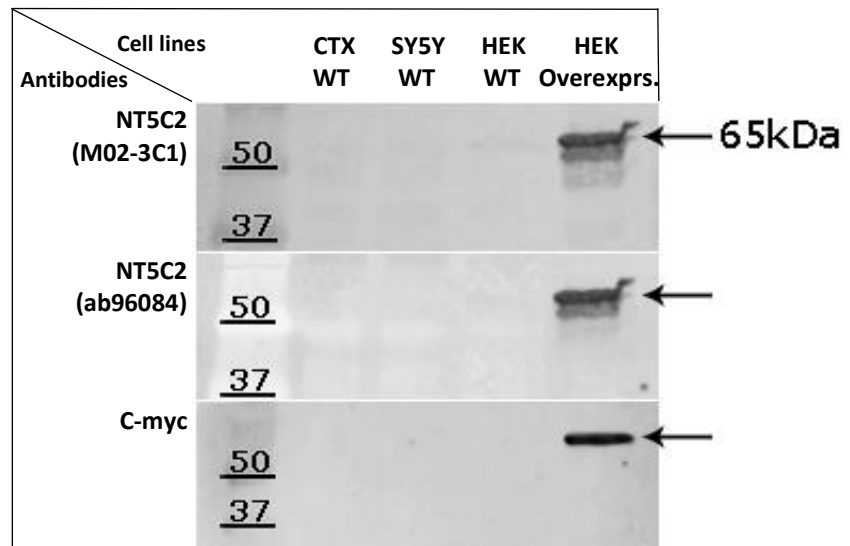 Cell lines
Antibodies
CTX WT
SY5Y WT
HEK WT
HEK Overexprs.
NT5C2
(M02-3C1)
50
37
65kDa
NT5C2
(ab96084)
50
37
C-myc
50
37